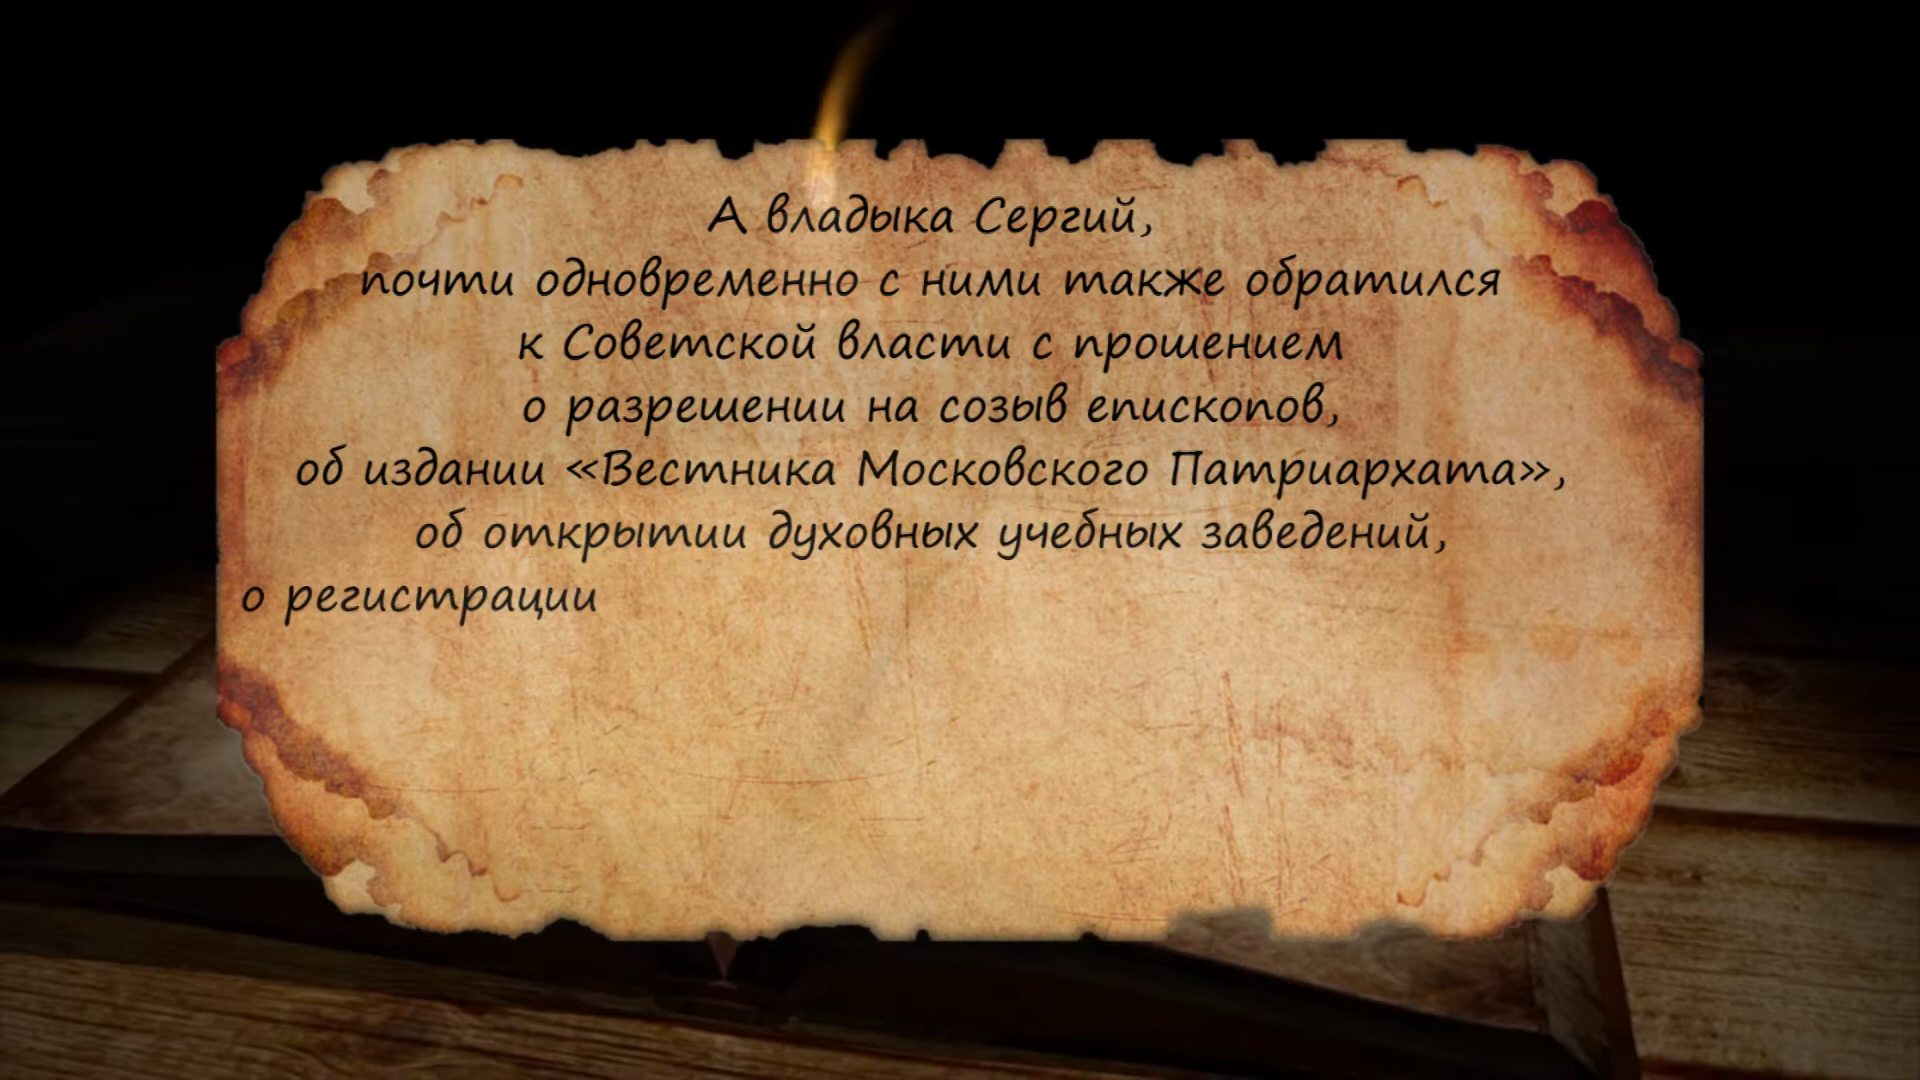 А владыка Сергий,
почти одновременно с ними также обратился
к Советской власти с прошением
о разрешении на созыв епископов,
об издании «Вестника Московского Патриархата»,
об открытии духовных учебных заведений,
о регистрации